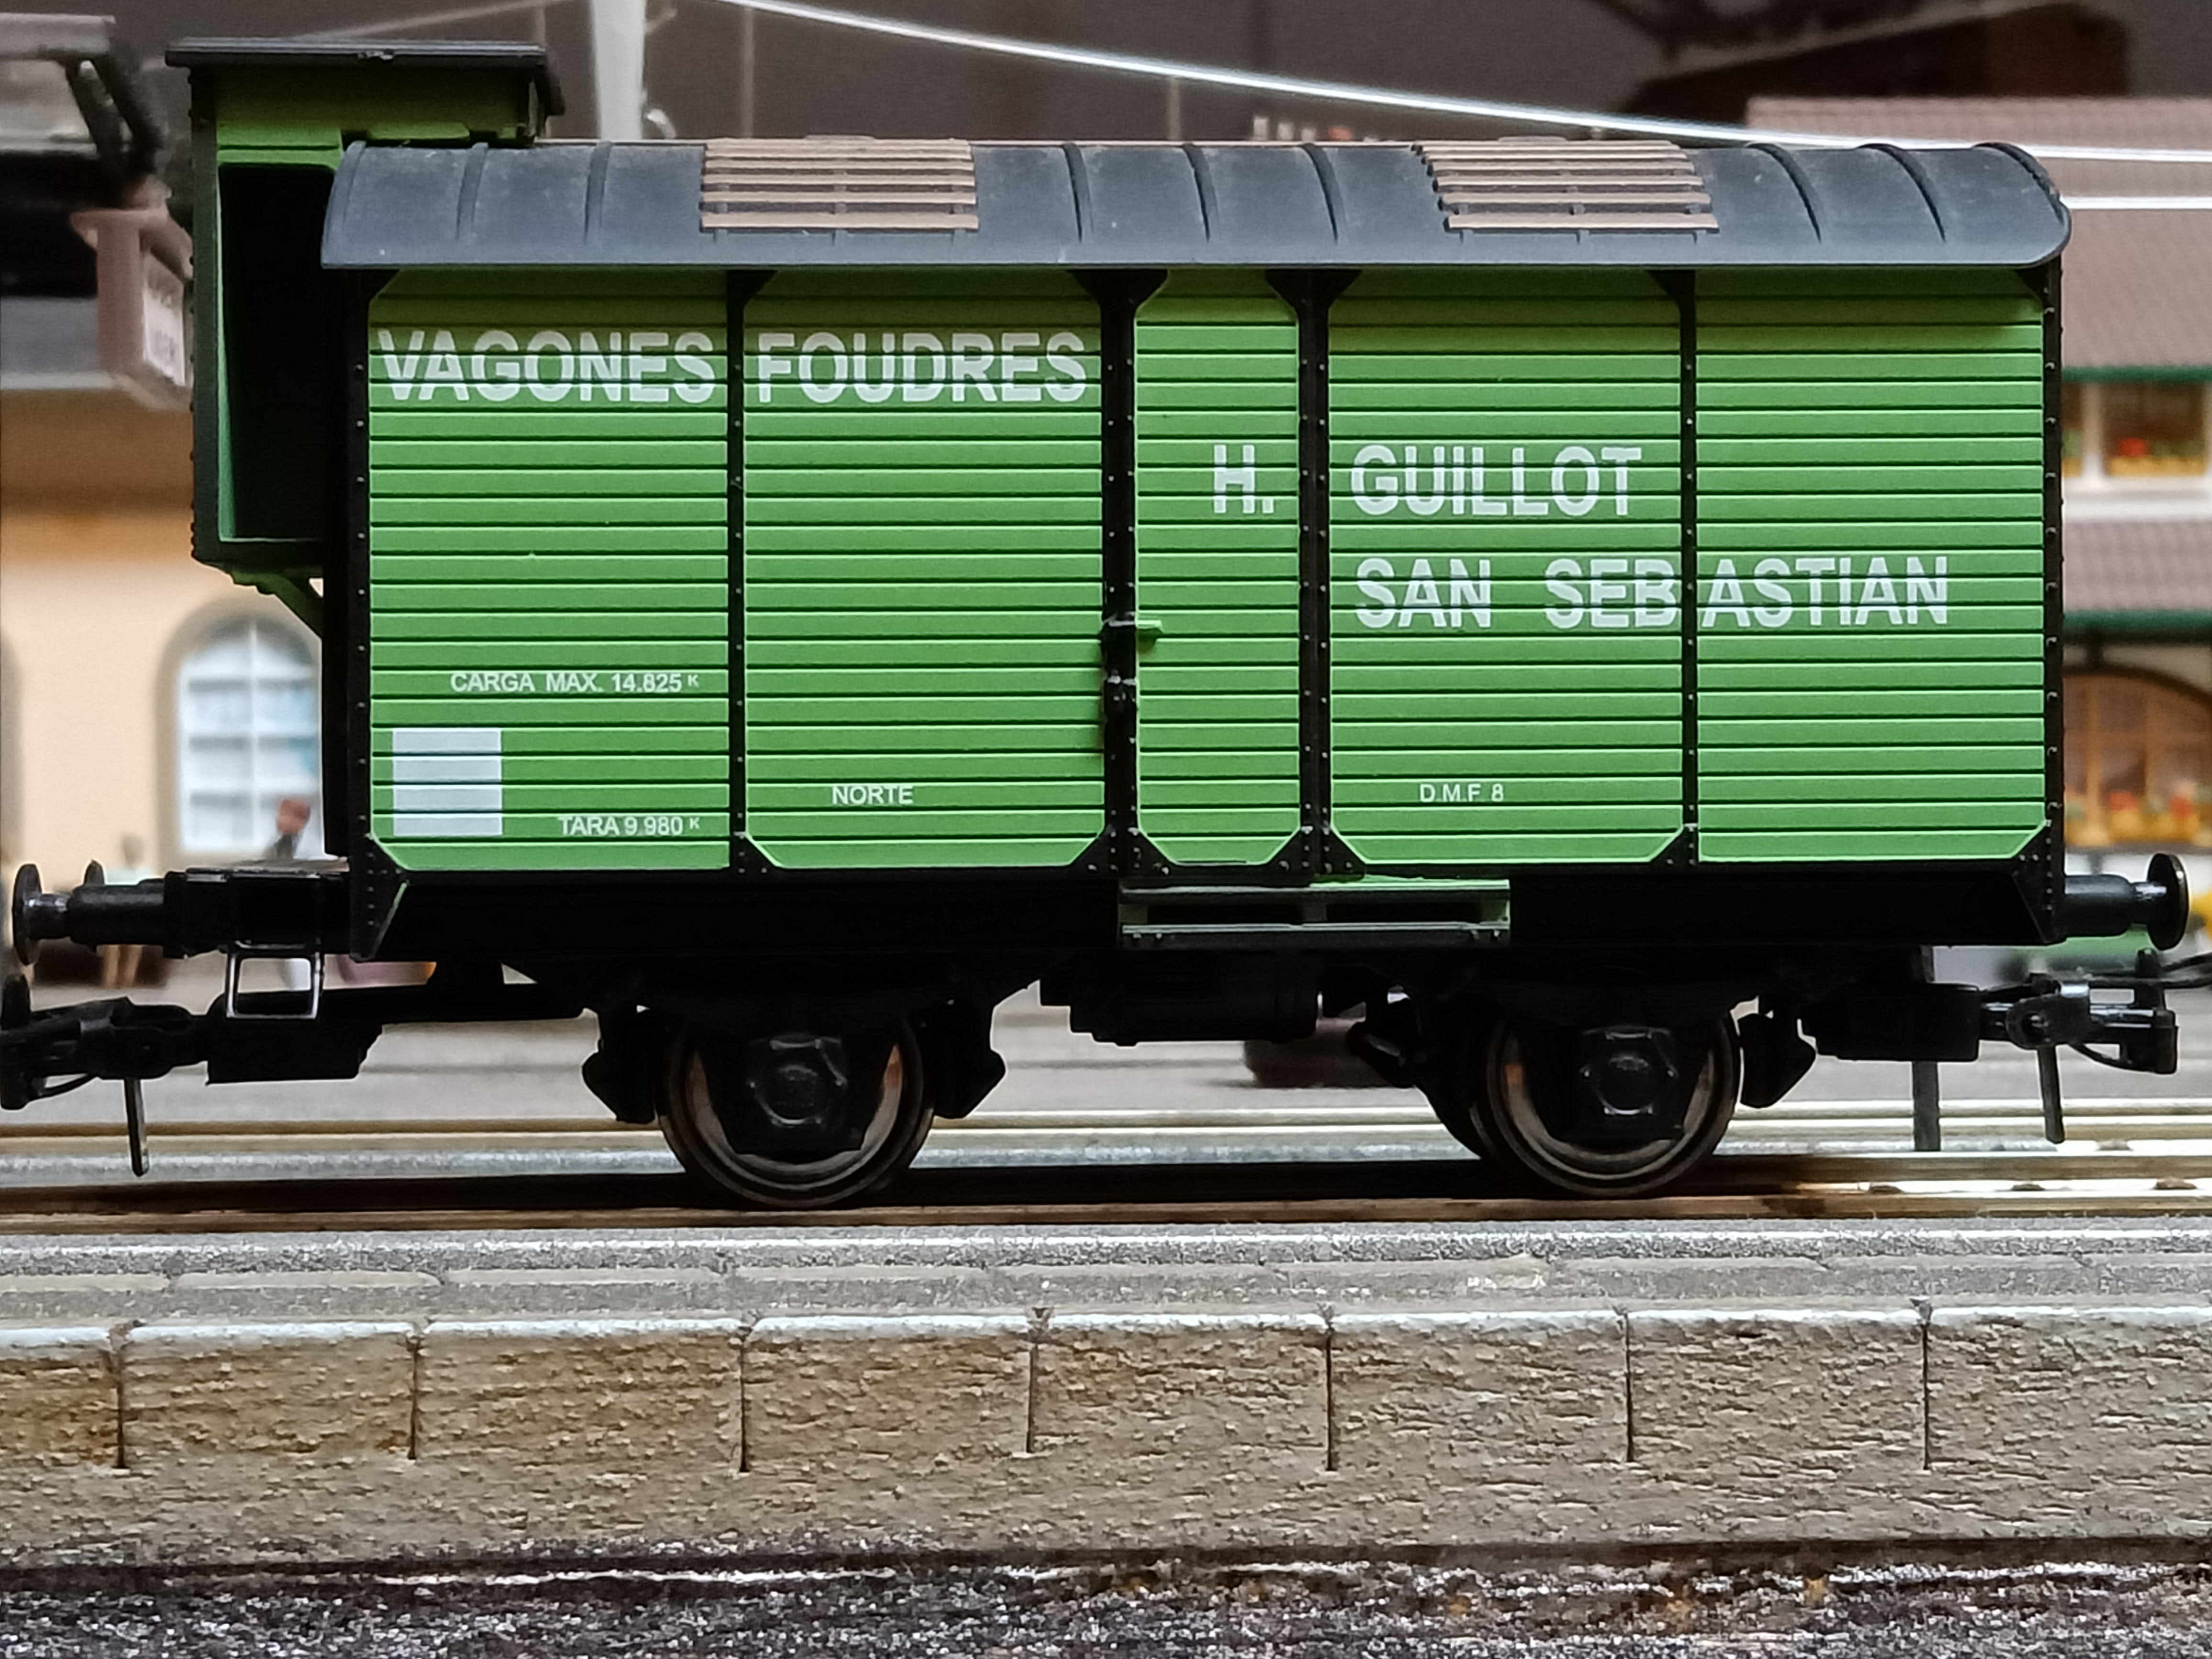 VAGONES FOUDRES
H. GUILLOT
SAN SEBASTIAN
CARGA MAX. 14.825 K
NORTE
D.M.F 8
TARA 9.980 K